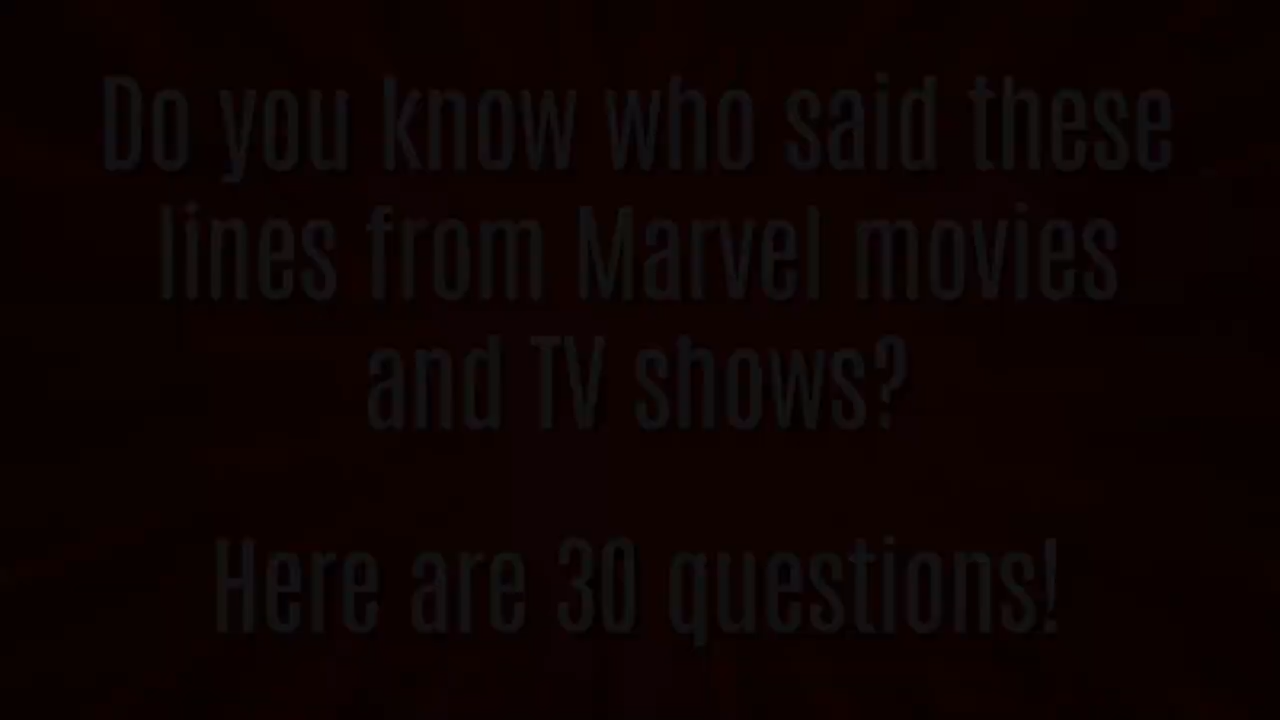 Do you know who said these
lines from Marvel movies
and TV shows?
Here are 30 questions!